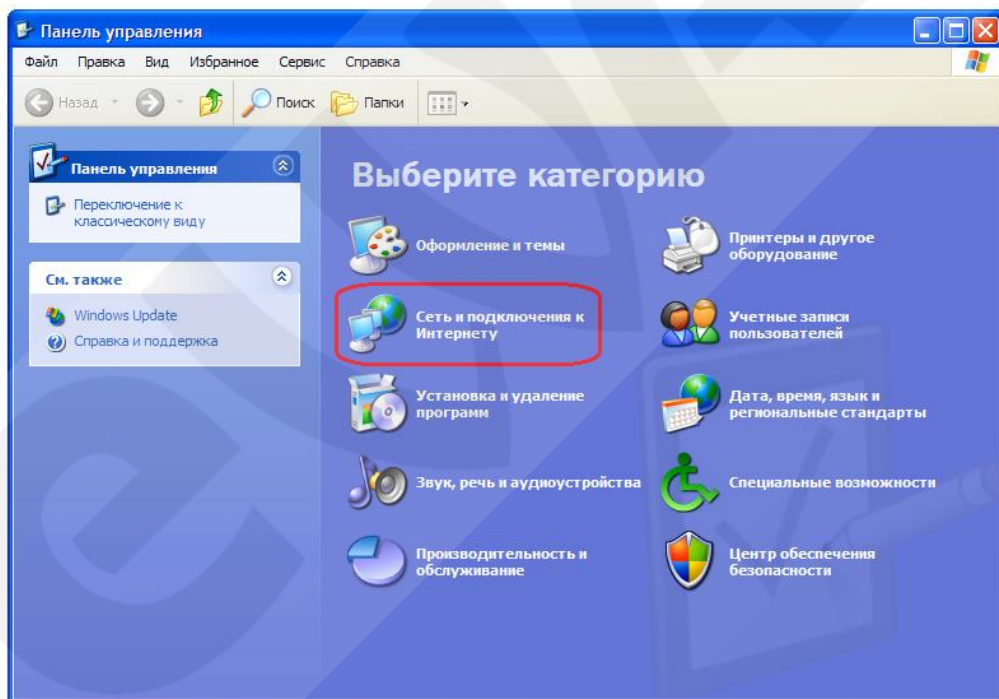 Панель управления
Файл Правка Вид Избранное Сервис Справка
Назад Поиск Папки
Панель управления
Переключение к
классическому виду
См. также
Windows Update
Справка и поддержка
Выберите категорию
Оформление и темы
Принтеры и другое
оборудование
Сеть и подключения к
Интернету
Учетные записи
пользователей
Установка и удаление
программ
Дата, время, язык и
региональные стандарты
Звук, речь и аудиоустройства
Специальные возможности
Производительность и
обслуживание
Центр обеспечения
безопасности